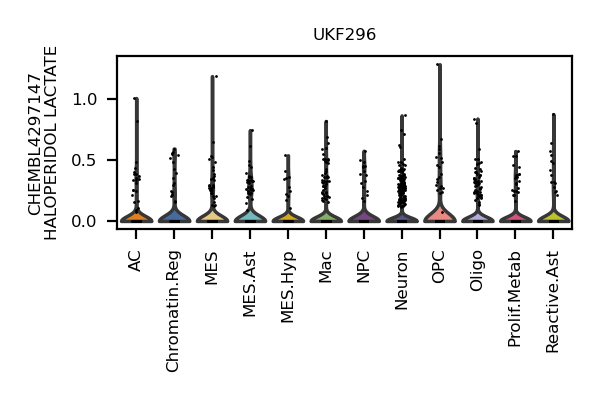 UKF296
CHEMBL4297147
HALOPERIDOL LACTATE
1.0
0.5
0.0
AC
Chromatin.Reg
MES
MES.Ast
MES.Hyp
Mac
NPC
Neuron
OPC
Oligo
Prolif.Metab
Reactive.Ast